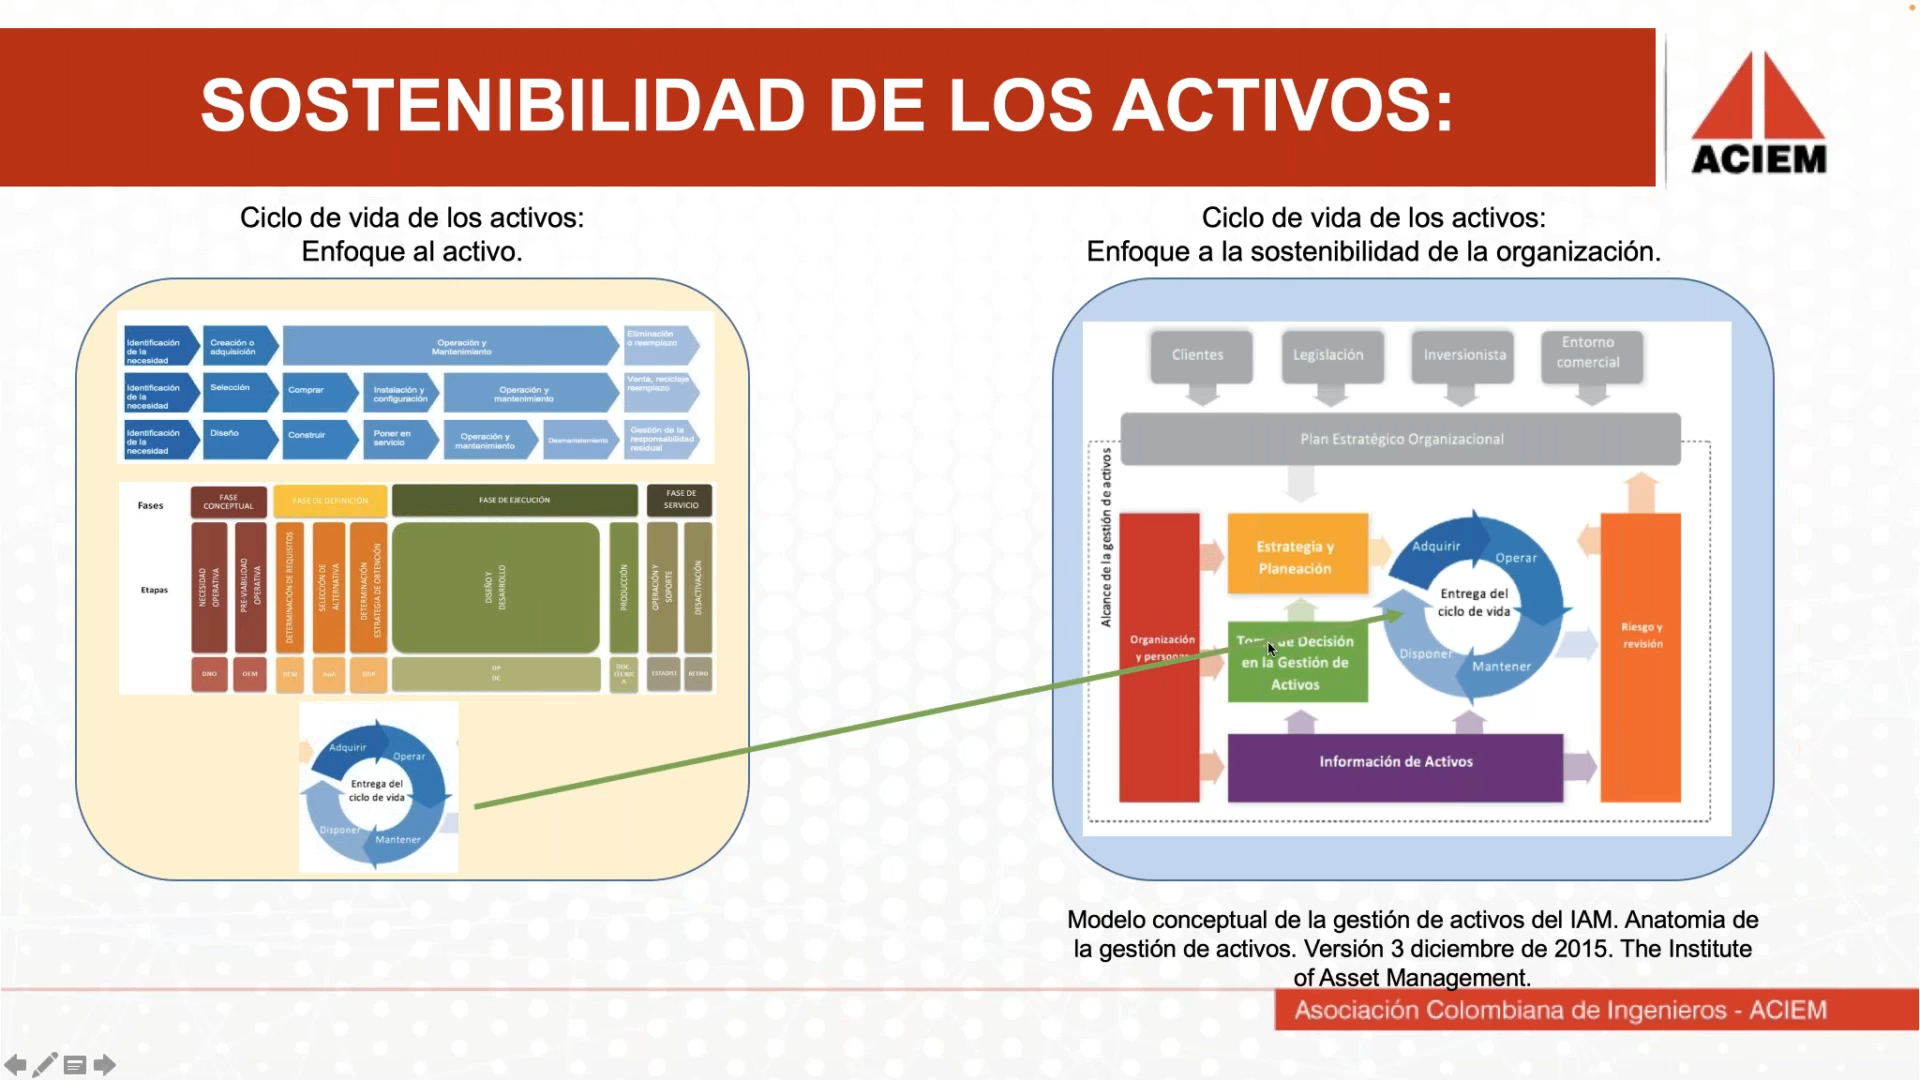 SOSTENIBILIDAD DE LOS ACTIVOS:
ACIEM
Ciclo de vida de los activos:
Enfoque al activo.
Identificación
de la
necesidad
Creación o
adquisición
Operación y
Mantenimiento
Eliminación
o reemplazo
Identificación
de la
necesidad
Selección
Comprar
Instalación y
configuración
Operación y
mantenimiento
Venta, reciclaje
reemplazo
Identificación
de la
necesidad
Diseño
Construir
Poner en
servicio
Operación y
mantenimiento
Desmantelamiento
Gestión de la
responsabilidad
residual
Fases
FASE
CONCEPTUAL
FASE DE DEFINICIÓN
FASE DE EJECUCIÓN
FASE DE
SERVICIO
Etapas
NECESIDAD
OPERATIVA
PRE-VIABILIDAD
OPERATIVA
DETERMINACIÓN DE REQUISITOS
SELECCIÓN DE
ALTERNATIVA
DETERMINACIÓN
ESTRATEGIA DE OBTENCIÓN
DISEÑO Y
DESARROLLO
PRODUCCIÓN
OPERACIÓN Y
SOPORTE
DESACTIVACIÓN
DNO
OEM
DOC.
TÉCNIC
A
RETRO
Adquirir
Operar
Entrega del
ciclo de vida
Disponer
Mantener
Ciclo de vida de los activos:
Enfoque a la sostenibilidad de la organización.
Clientes
Legislación
Inversionista
Entorno
comercial
Plan Estratégico Organizacional
Alcance de la gestión de activos
Organización
y personas
Estrategia y
Planeación
Toma de Decisión
en la Gestión de
Activos
Adquirir
Operar
Entrega del
ciclo de vida
Disponer
Mantener
Riesgo y
revisión
Información de Activos
Modelo conceptual de la gestión de activos del IAM. Anatomia de
la gestión de activos. Versión 3 diciembre de 2015. The Institute
of Asset Management.
Asociación Colombiana de Ingenieros - ACIEM